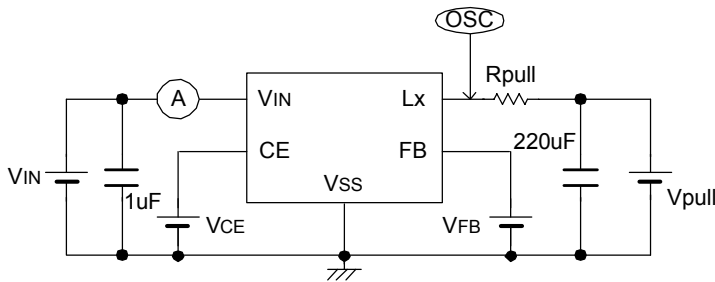 OSC
Rpull
A
VIN
Lx
CE
FB
VSS
220uF
VIN
1uF
VCE
VFB
Vpull